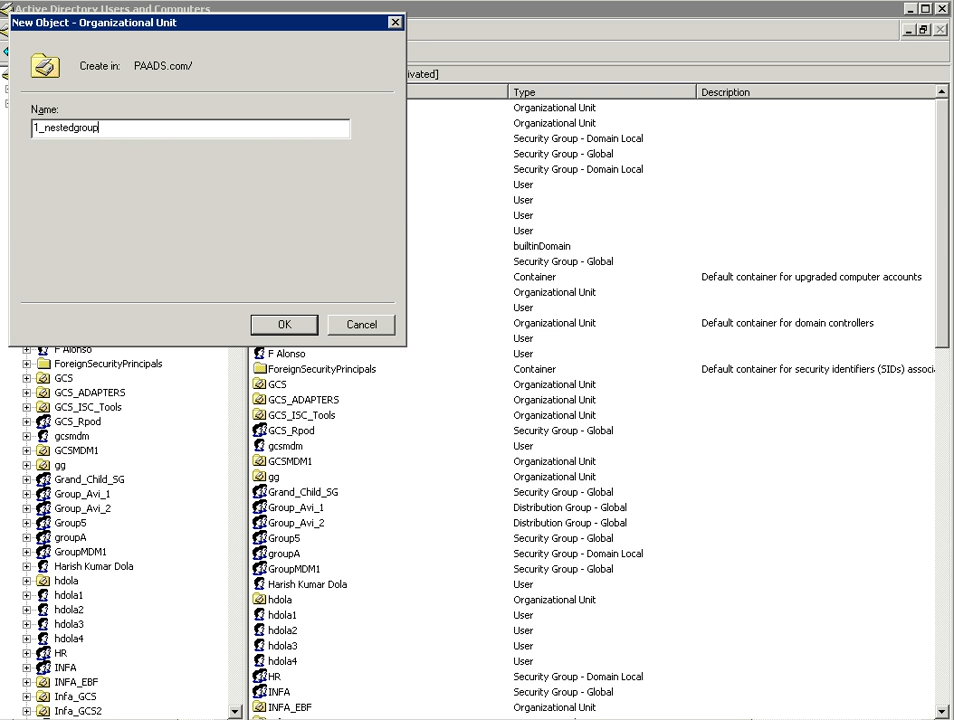 Active Directory Users and Computers
New Object - Organizational Unit
Create in: PAADS.com/
Name:
1_nestedgroup
OK
Cancel
ivated]
Type Description
Organizational Unit
Organizational Unit
Security Group - Domain Local
Security Group - Global
Security Group - Domain Local
User
User
User
User
builtinDomain
Security Group - Global
Container Default container for upgraded computer accounts
Organizational Unit
User
Organizational Unit Default container for domain controllers
User
F Alonso
ForeignSecurityPrincipals
GCS
GCS_ADAPTERS
GCS_ISC_Tools
GCS_Rpod
gcsmdm
GCSMDM1
gg
Grand_Child_SG
Group_Avi_1
Group_Avi_2
Group5
groupA
GroupMDM1
Harish Kumar Dola
hdola
hdola1
hdola2
hdola3
hdola4
HR
INFA
INFA_EBF
Infa_GCS
Infa_GCS2
F Alonso User
ForeignSecurityPrincipals Container Default container for security identifiers (SIDs) associ
GCS Organizational Unit
GCS_ADAPTERS Organizational Unit
GCS_ISC_Tools Organizational Unit
GCS_Rpod Security Group - Global
gcsmdm User
GCSMDM1 Organizational Unit
gg Organizational Unit
Grand_Child_SG Security Group - Global
Group_Avi_1 Distribution Group - Global
Group_Avi_2 Distribution Group - Global
Group5 Security Group - Global
groupA Security Group - Domain Local
GroupMDM1 Security Group - Global
Harish Kumar Dola User
hdola Organizational Unit
hdola1 User
hdola2 User
hdola3 User
hdola4 User
HR Security Group - Domain Local
INFA Security Group - Global
INFA_EBF Organizational Unit